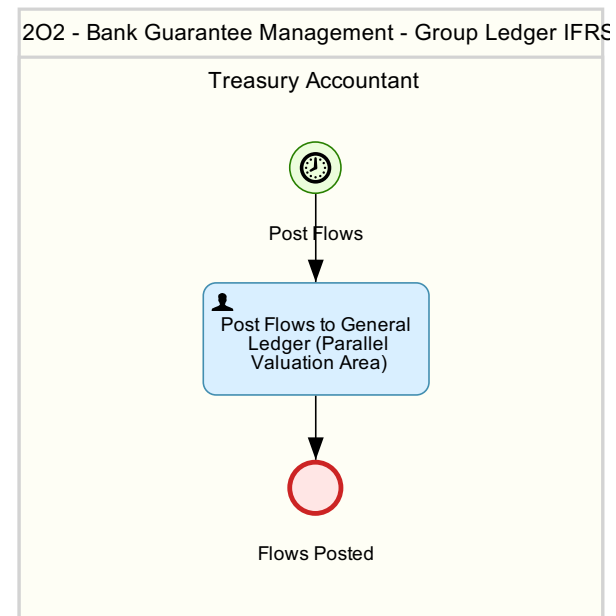 2O2 - Bank Guarantee Management - Group Ledger IFRS
Treasury Accountant
Post Flows
Post Flows to General
Ledger (Parallel
Valuation Area)
Flows Posted